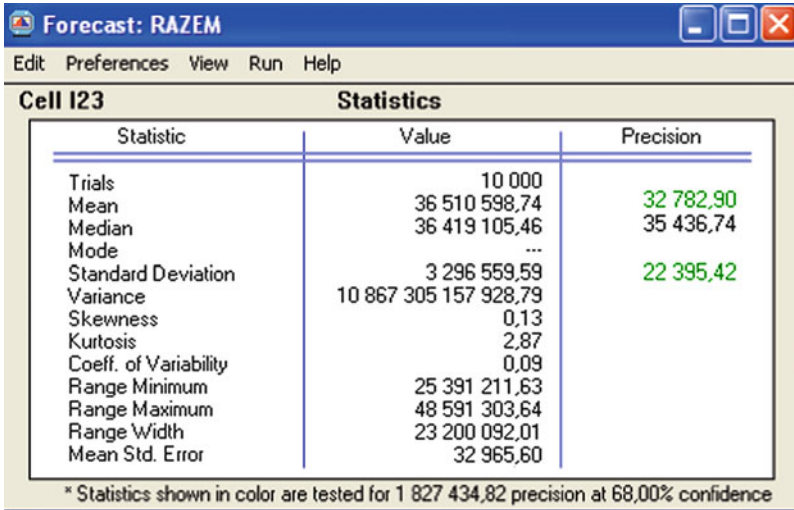 Forecast: RAZEM
Edit Preferences View Run Help
Cell I23 Statistics
Statistic Value Precision
Trials 10 000
Mean 36 510 598,74 32 782,90
Median 36 419 105,46 35 436,74
Mode ---
Standard Deviation 3 296 559,59 22 395,42
Variance 10 867 305 157 928,79
Skewness 0,13
Kurtosis 2,87
Coeff. of Variability 0,09
Range Minimum 25 391 211,63
Range Maximum 48 591 303,64
Range Width 23 200 092,01
Mean Std. Error 32 965,60
* Statistics shown in color are tested for 1 827 434,82 precision at 68,00% confidence